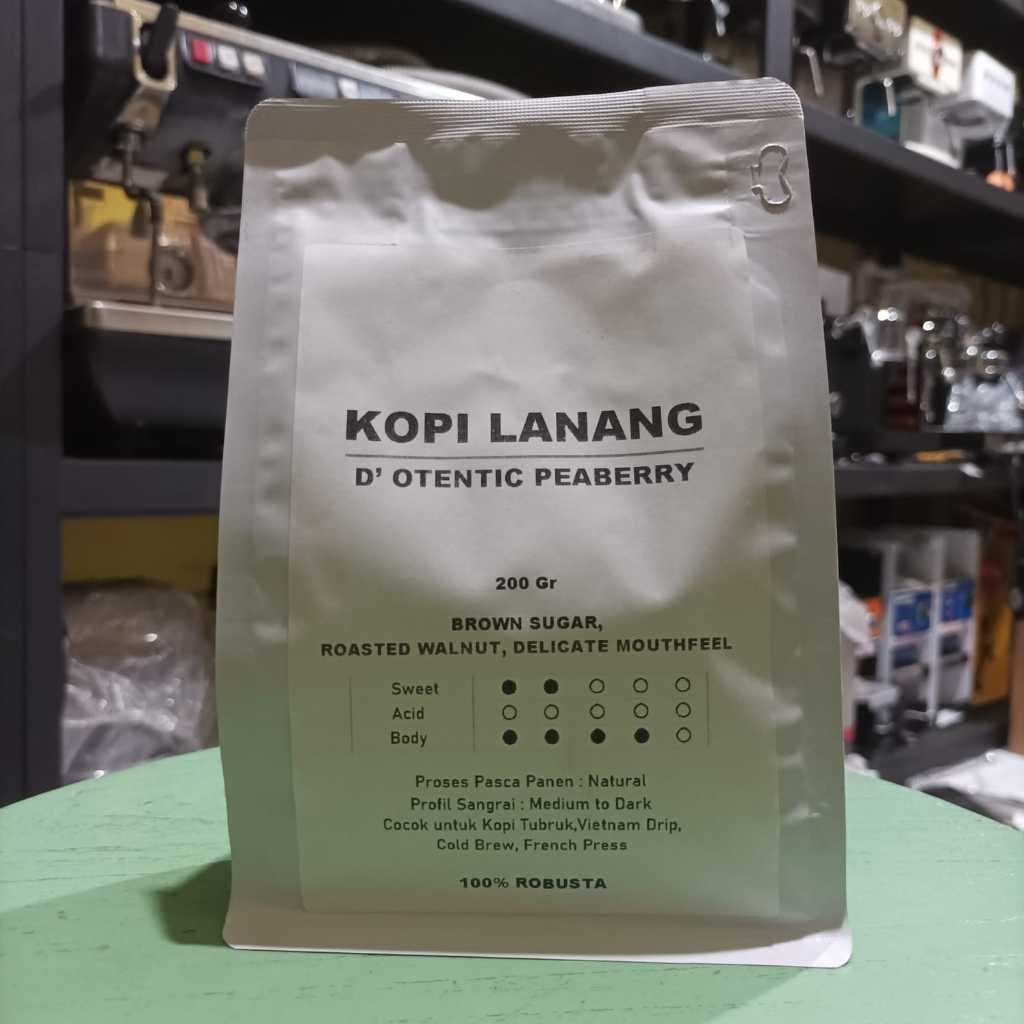 KOPI LANANG
D’ OTENTIC PEABERRY
200 Gr
BROWN SUGAR,
ROASTED WALNUT, DELICATE MOUTHFEEL
Sweet
Acid
Body
Proses Pasca Panen : Natural
Profil Sangrai : Medium to Dark
Cocok untuk Kopi Tubruk,Vietnam Drip,
Cold Brew, French Press
100% ROBUSTA